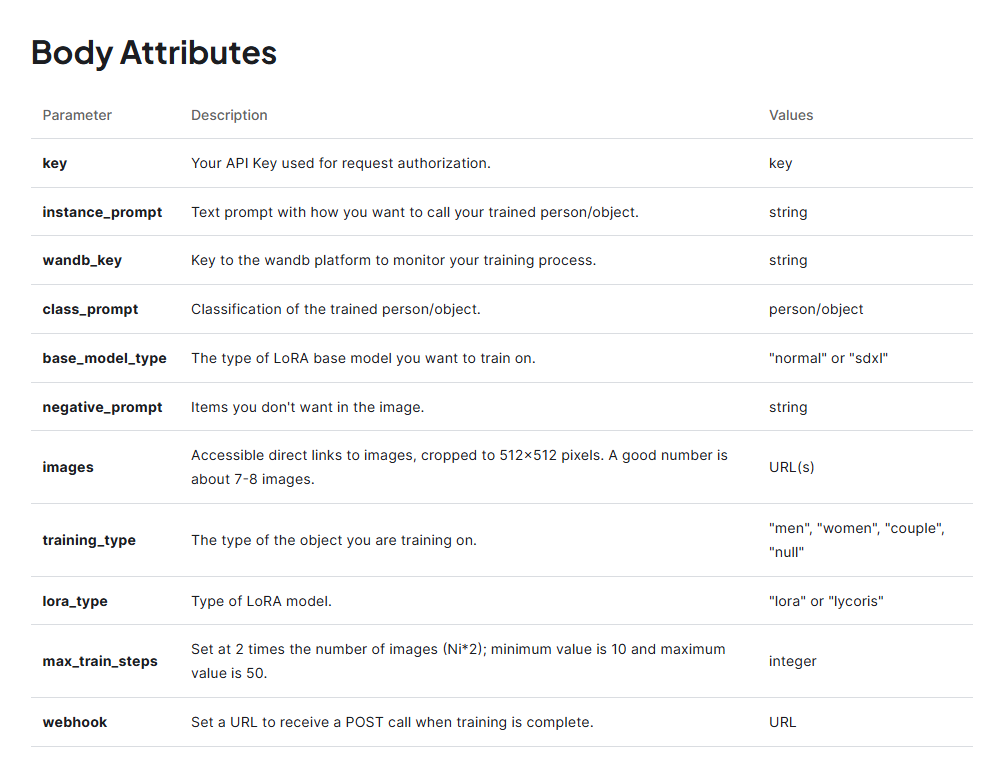 Body Attributes
Parameter Description Values
key Your API Key used for request authorization. key
instance_prompt Text prompt with how you want to call your trained person/object. string
wandb_key Key to the wandb platform to monitor your training process. string
class_prompt Classification of the trained person/object. person/object
base_model_type The type of LoRA base model you want to train on. "normal" or "sdxl"
negative_prompt Items you don't want in the image. string
images Accessible direct links to images, cropped to 512×512 pixels. A good number is
about 7-8 images. URL(s)
training_type The type of the object you are training on. "men", "women", "couple",
"null"
lora_type Type of LoRA model. "lora" or "lycoris"
max_train_steps Set at 2 times the number of images (Ni*2); minimum value is 10 and maximum
value is 50. integer
webhook Set a URL to receive a POST call when training is complete. URL